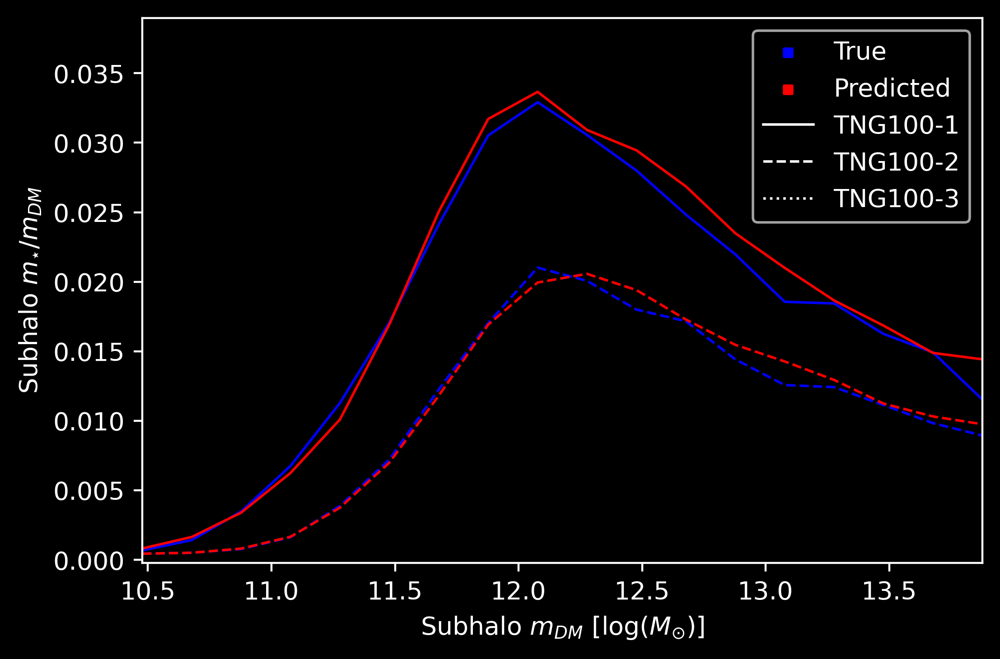 True
Predicted
TNG100-1
TNG100-2
TNG100-3
0.035
0.030
0.025
0.020
0.015
0.010
0.005
0.000
Subhalo m⋆/mDM
10.5 11.0 11.5 12.0 12.5 13.0 13.5
Subhalo mDM [log(M⊙)]